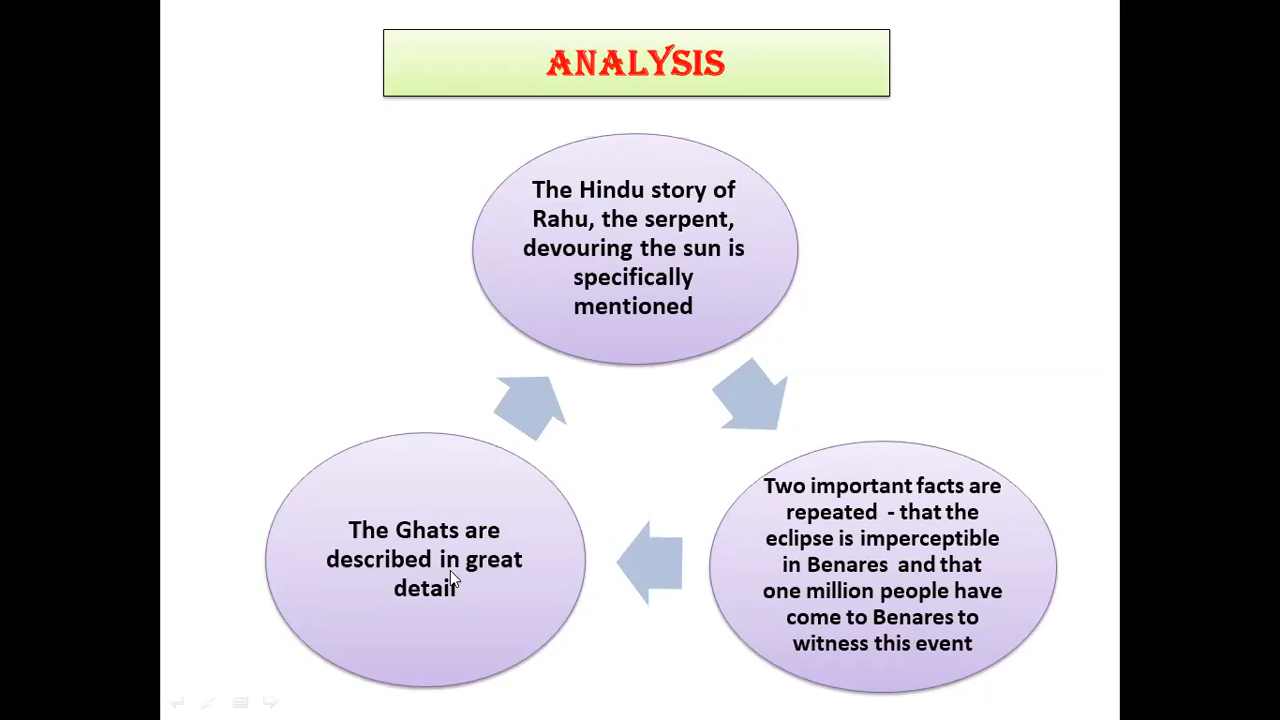 ANALYSIS
The Hindu story of
Rahu, the serpent,
devouring the sun is
specifically
mentioned
Two important facts are
repeated - that the
eclipse is imperceptible
in Benares and that
one million people have
come to Benares to
witness this event
The Ghats are
described in great
detail